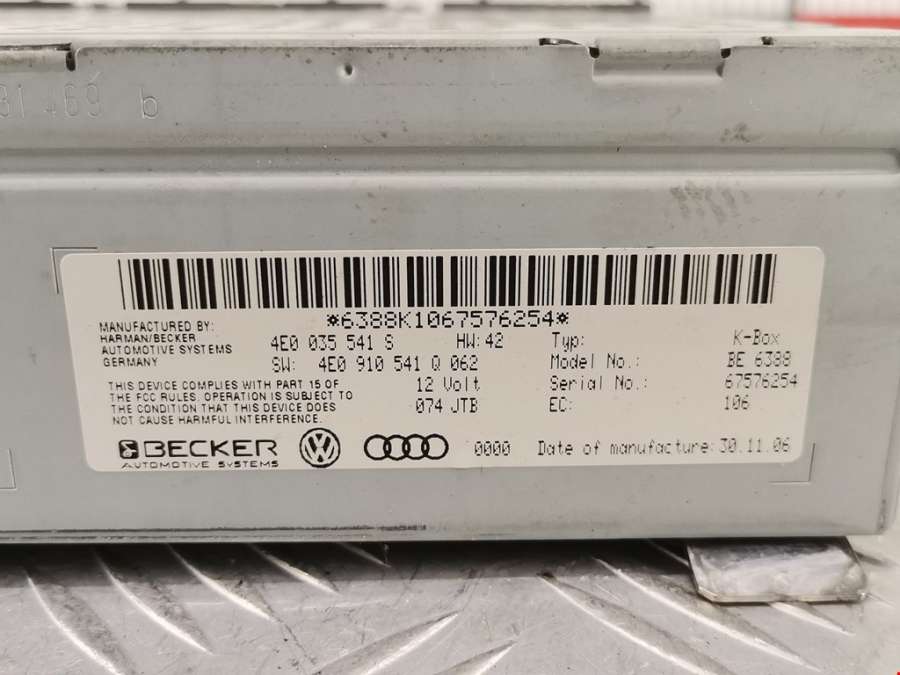 81 469 b
*6388K1067576254*
MANUFACTURED BY:
HARMAN/BECKER
AUTOMOTIVE SYSTEMS
GERMANY
THIS DEVICE COMPLIES WITH PART 15 OF
THE FCC RULES. OPERATION IS SUBJECT TO
THE CONDITION THAT THIS DEVICE DOES
NOT CAUSE HARMFUL INTERFERENCE.
4E0 035 541 S HW:42
SW: 4E0 910 541 Q 062
12 Volt
074 JTB
Typ: K-Box
Model No.: BE 6388
Serial No.: 67576254
EC: 106
BECKER
AUTOMOTIVE SYSTEMS
0000 Date of manufacture: 30.11.06